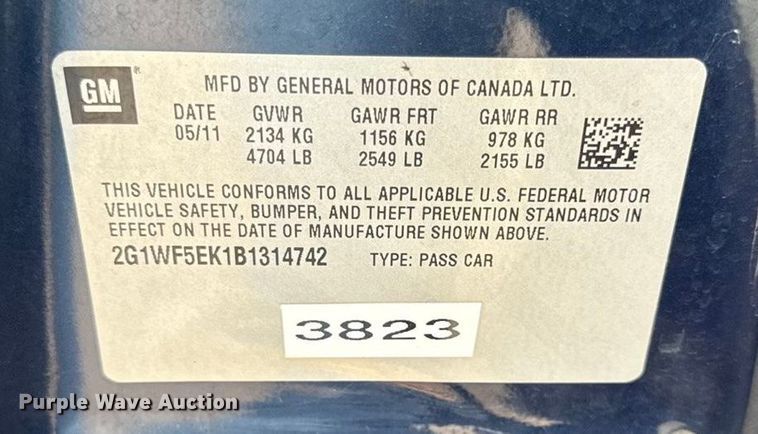 GM
MFD BY GENERAL MOTORS OF CANADA LTD.
DATE GVWR GAWR FRT GAWR RR
05/11 2134 KG 1156 KG 978 KG
4704 LB 2549 LB 2155 LB
THIS VEHICLE CONFORMS TO ALL APPLICABLE U.S. FEDERAL MOTOR
VEHICLE SAFETY, BUMPER, AND THEFT PREVENTION STANDARDS IN
EFFECT ON THE DATE OF MANUFACTURE SHOWN ABOVE.
2G1WF5EK1B1314742 TYPE: PASS CAR
3823
Purple Wave Auction